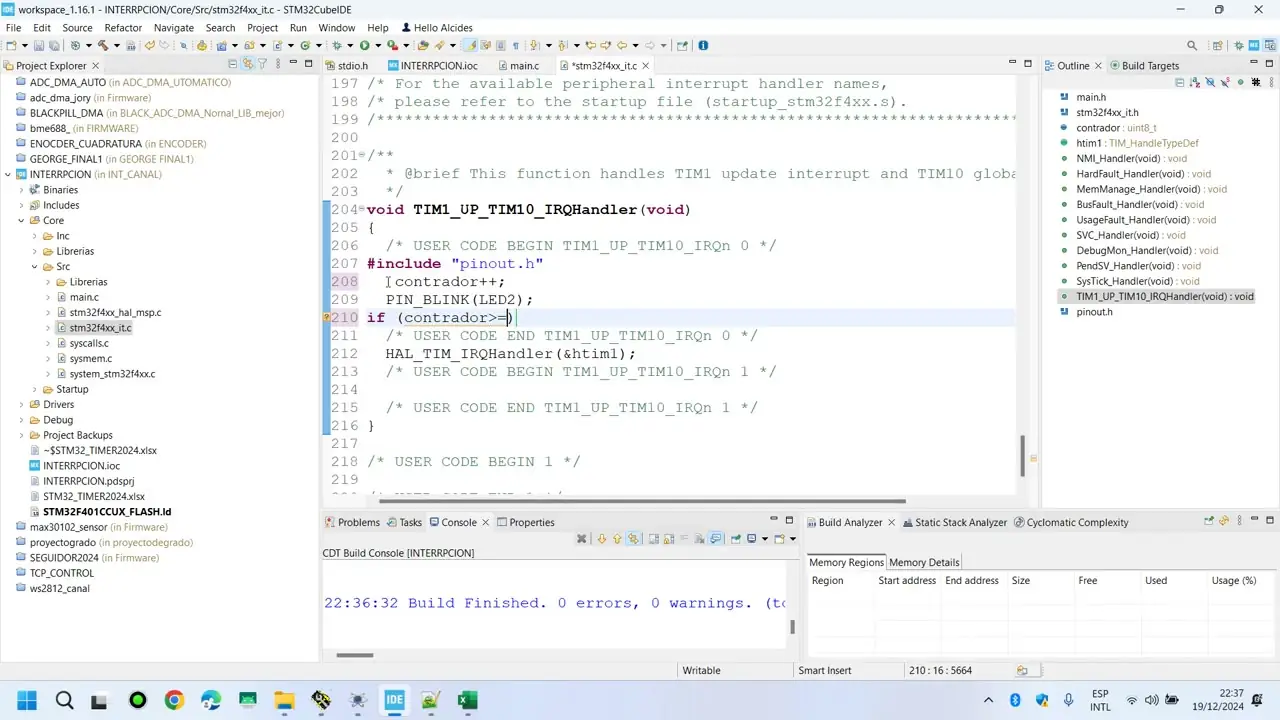 workspace_1.16.1 - INTERRPCION/Core/Src/stm32f4xx_it.c - STM32CubeIDE
File Edit Source Refactor Navigate Search Project Run Window Help Hello Alcides
Project Explorer
ADC_DMA_AUTO (in ADC_DMA_UTOMATICO)
adc_dma_jory (in Firmware)
BLACKPILL_DMA (in BLACK_ADC_DMA_Nornal_LIB_mejor)
bme688_ (in FIRMWARE)
ENOCDER_CUADRATURA (in ENCODER)
GEORGE_FINAL1 (in GEORGE FINAL1)
INTERRPCION (in INT_CANAL)
Binaries
Includes
Core
Inc
Librerias
Src
Librerias
main.c
stm32f4xx_hal_msp.c
stm32f4xx_it.c
syscalls.c
sysmem.c
system_stm32f4xx.c
Startup
Drivers
Debug
Project Backups
~$STM32_TIMER2024.xlsx
INTERRPCION.ioc
INTERRPCION.pdsprj
STM32_TIMER2024.xlsx
STM32F401CCUX_FLASH.ld
max30102_sensor (in Firmware)
proyectogrado (in proyectodegrado)
SEGUIDOR2024 (in Firmware)
TCP_CONTROL
ws2812_canal
stdio.h INTERRPCION.ioc main.c *stm32f4xx_it.c
197 /* For the available peripheral interrupt handler names,
198 /* please refer to the startup file (startup_stm32f4xx.s).
199 /**********************************************************************
200
201 /**
202 * @brief This function handles TIM1 update interrupt and TIM10 globa
203 */
204 void TIM1_UP_TIM10_IRQHandler(void)
205 {
206 /* USER CODE BEGIN TIM1_UP_TIM10_IRQn 0 */
207 #include "pinout.h"
208 contrador++;
209 PIN_BLINK(LED2);
210 if (contrador>=)
211 /* USER CODE END TIM1_UP_TIM10_IRQn 0 */
212 HAL_TIM_IRQHandler(&htim1);
213 /* USER CODE BEGIN TIM1_UP_TIM10_IRQn 1 */
214
215 /* USER CODE END TIM1_UP_TIM10_IRQn 1 */
216 }
217
218 /* USER CODE BEGIN 1 */
219
Outline Build Targets
main.h
stm32f4xx_it.h
contrador : uint8_t
htim1 : TIM_HandleTypeDef
NMI_Handler(void) : void
HardFault_Handler(void) : void
MemManage_Handler(void) : void
BusFault_Handler(void) : void
UsageFault_Handler(void) : void
SVC_Handler(void) : void
DebugMon_Handler(void) : void
PendSV_Handler(void) : void
SysTick_Handler(void) : void
TIM1_UP_TIM10_IRQHandler(void) : void
pinout.h
Problems Tasks Console Properties
CDT Build Console [INTERRPCION]
22:36:32 Build Finished. 0 errors, 0 warnings. (to
Build Analyzer Static Stack Analyzer Cyclomatic Complexity
Memory Regions Memory Details
Region Start address End address Size Free Used Usage (%)
Writable Smart Insert 210 : 16 : 5664
IDE
ESP
INTL
22:37
19/12/2024